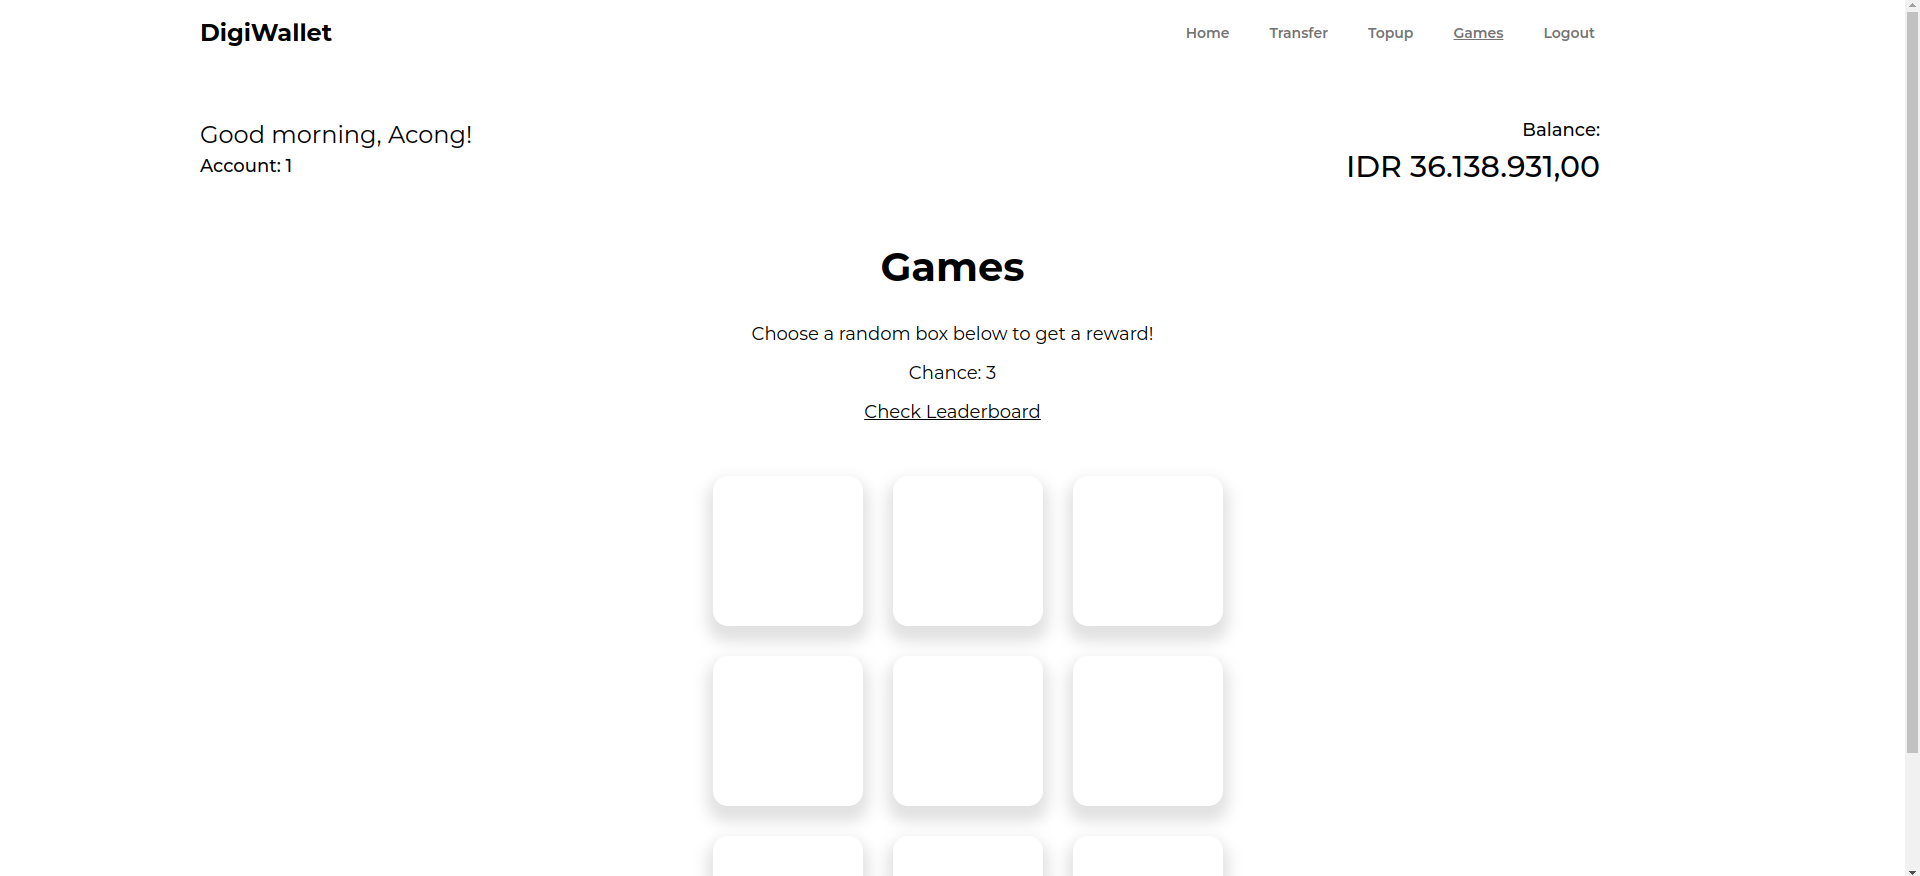 DigiWallet
Home Transfer Topup Games Logout
Good morning, Acong!
Account: 1
Balance:
IDR 36.138.931,00
Games
Choose a random box below to get a reward!
Chance: 3
Check Leaderboard